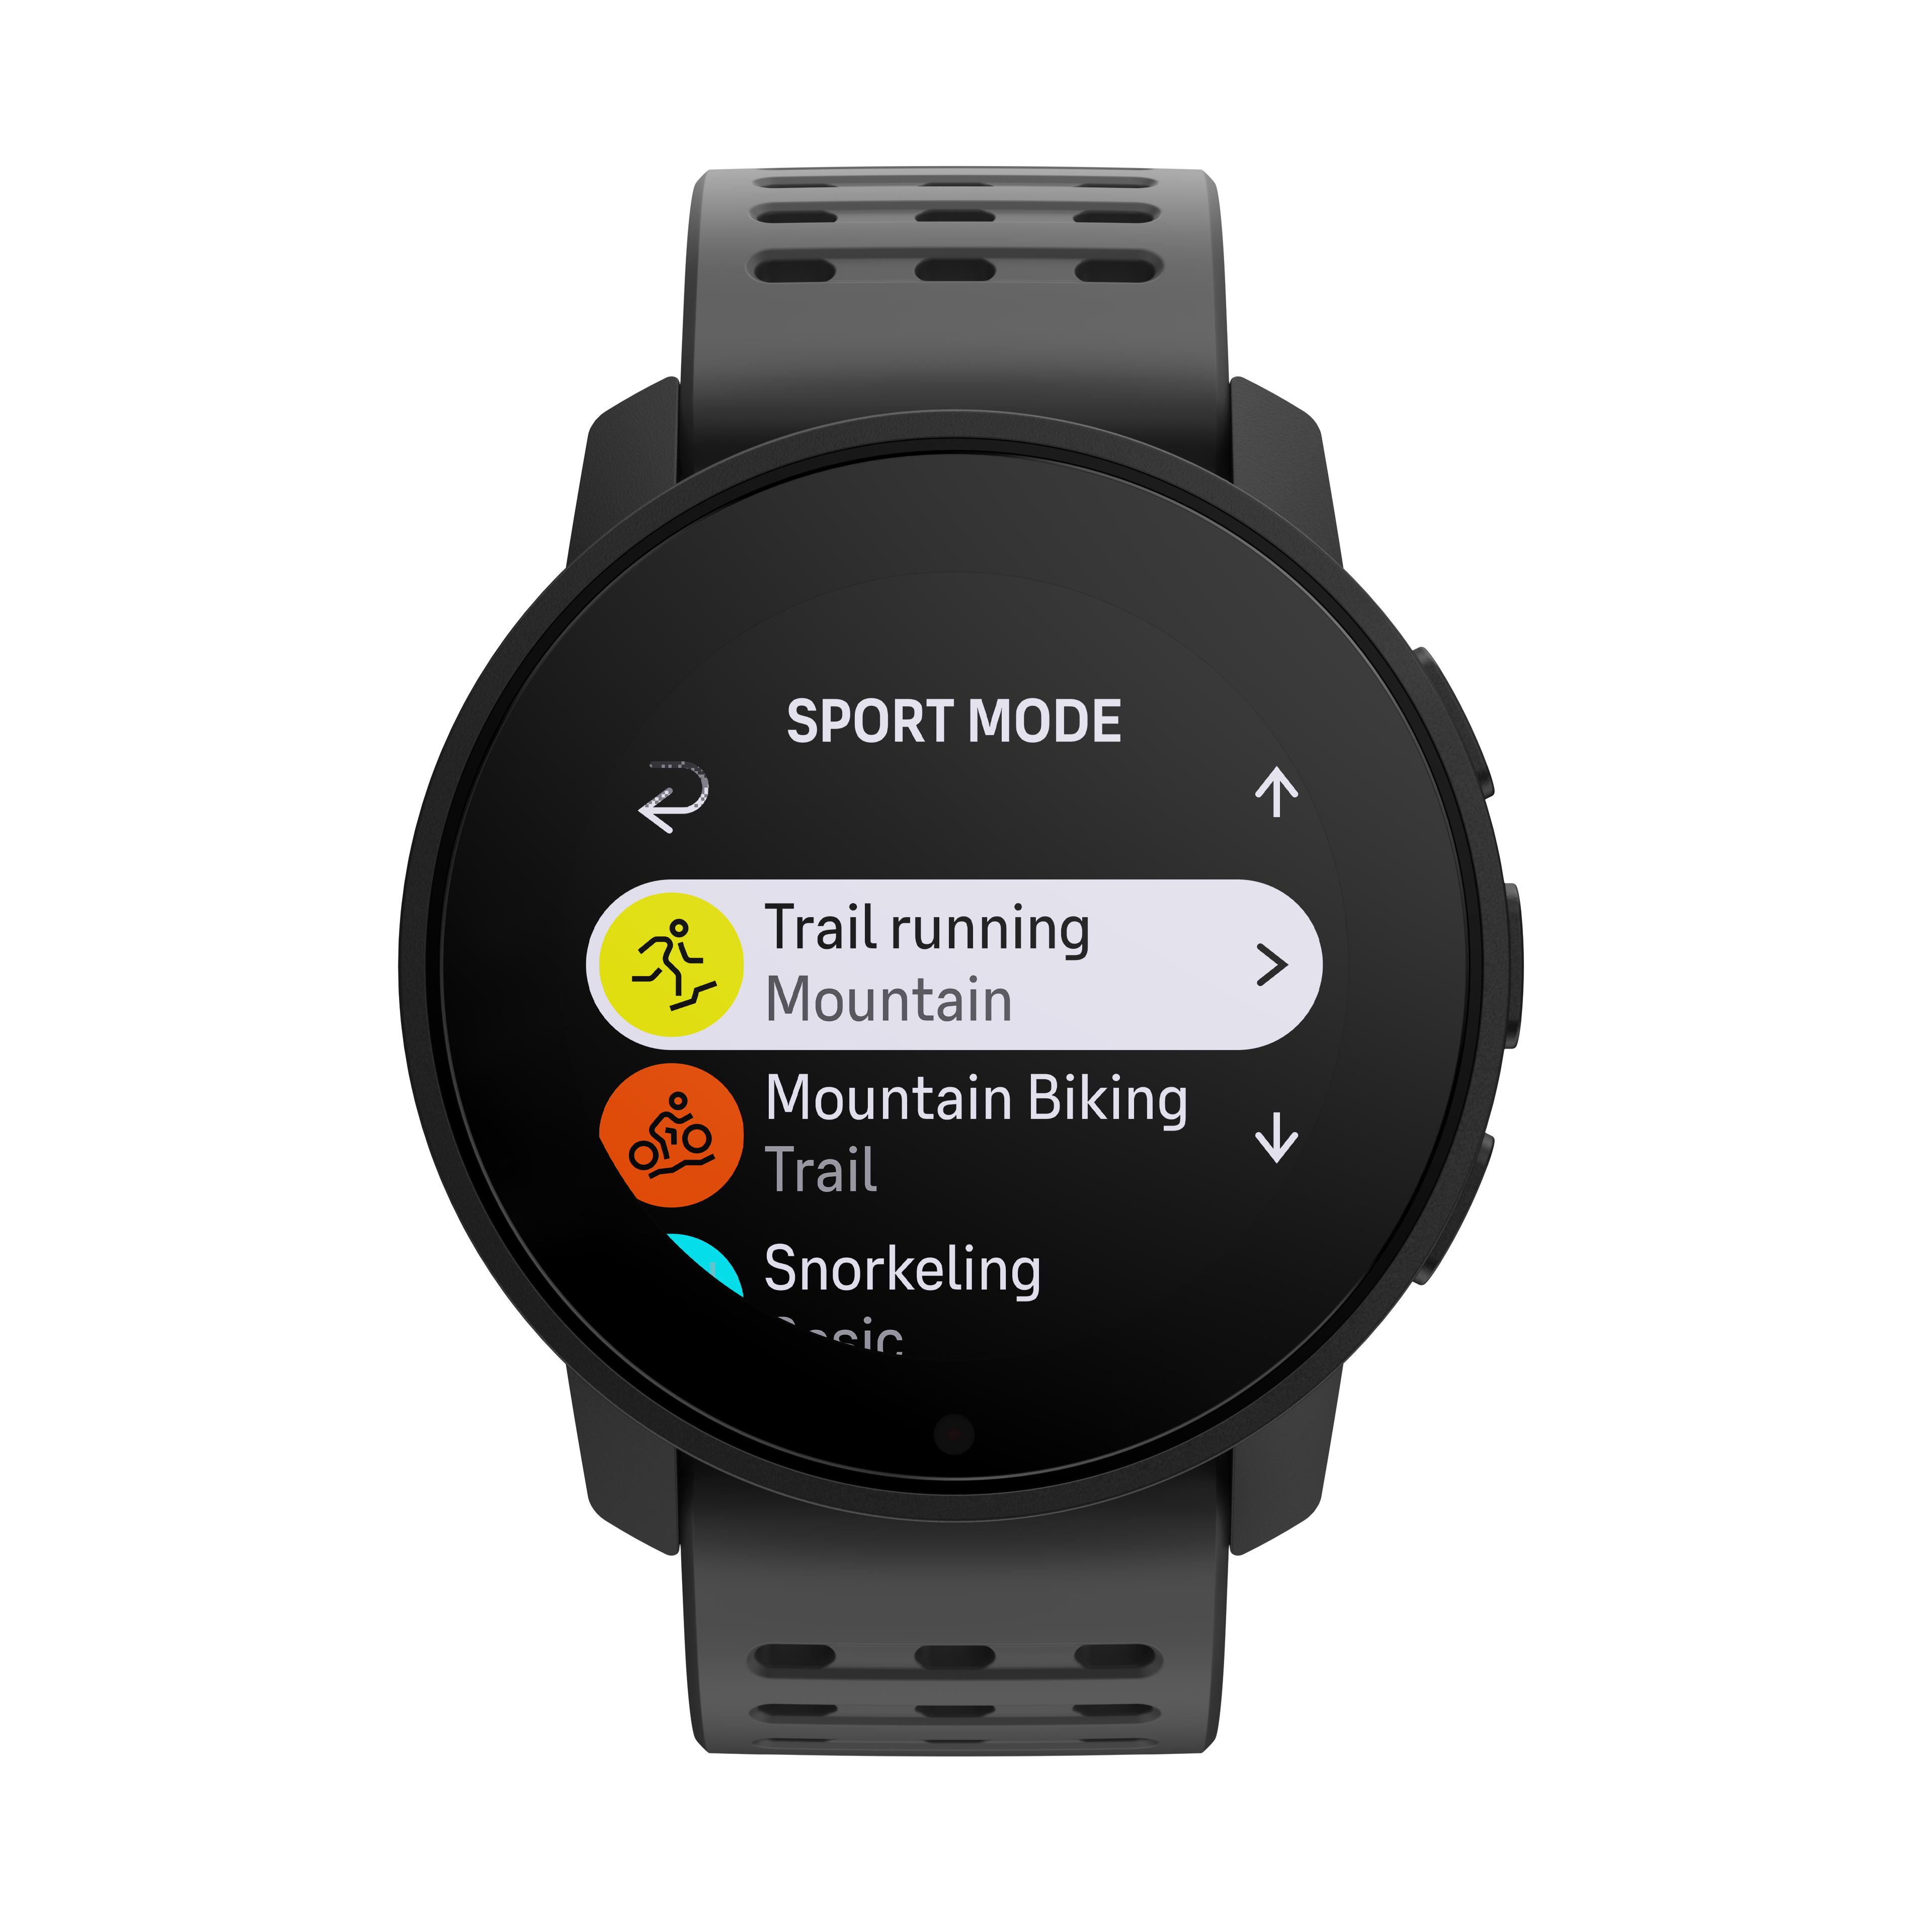 SPORT MODE
Trail running
Mountain
Mountain Biking
Trail
Snorkeling